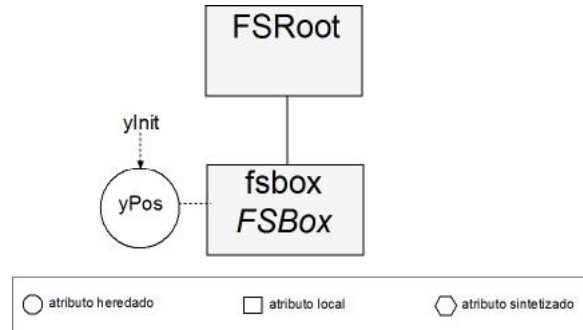 FSRoot
yInit
yPos
fsbox
FSBox
atributo heredado
atributo local
atributo sintetizado